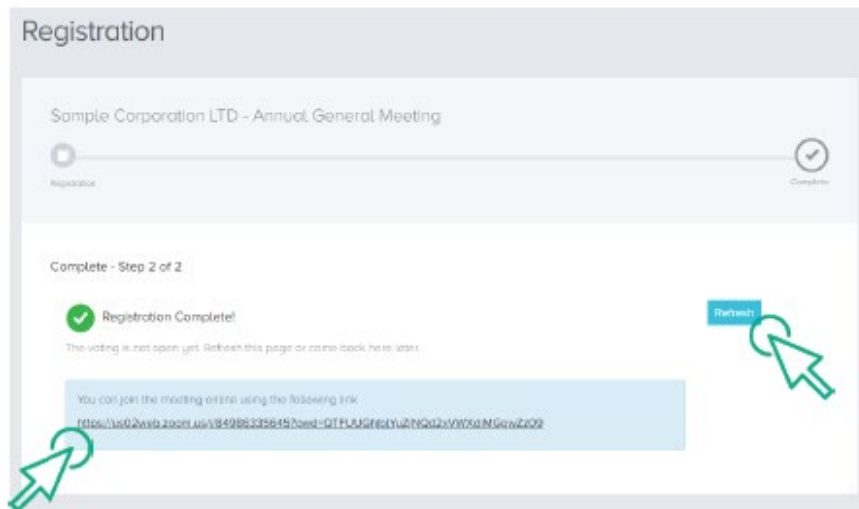 Registration
Sample Corporation LTD - Annual General Meeting
Registration
Complete
Complete - Step 2 of 2
Registration Complete!
Refresh
The voting is not open yet. Refresh this page or come back here later.
You can join the meeting online using the following link